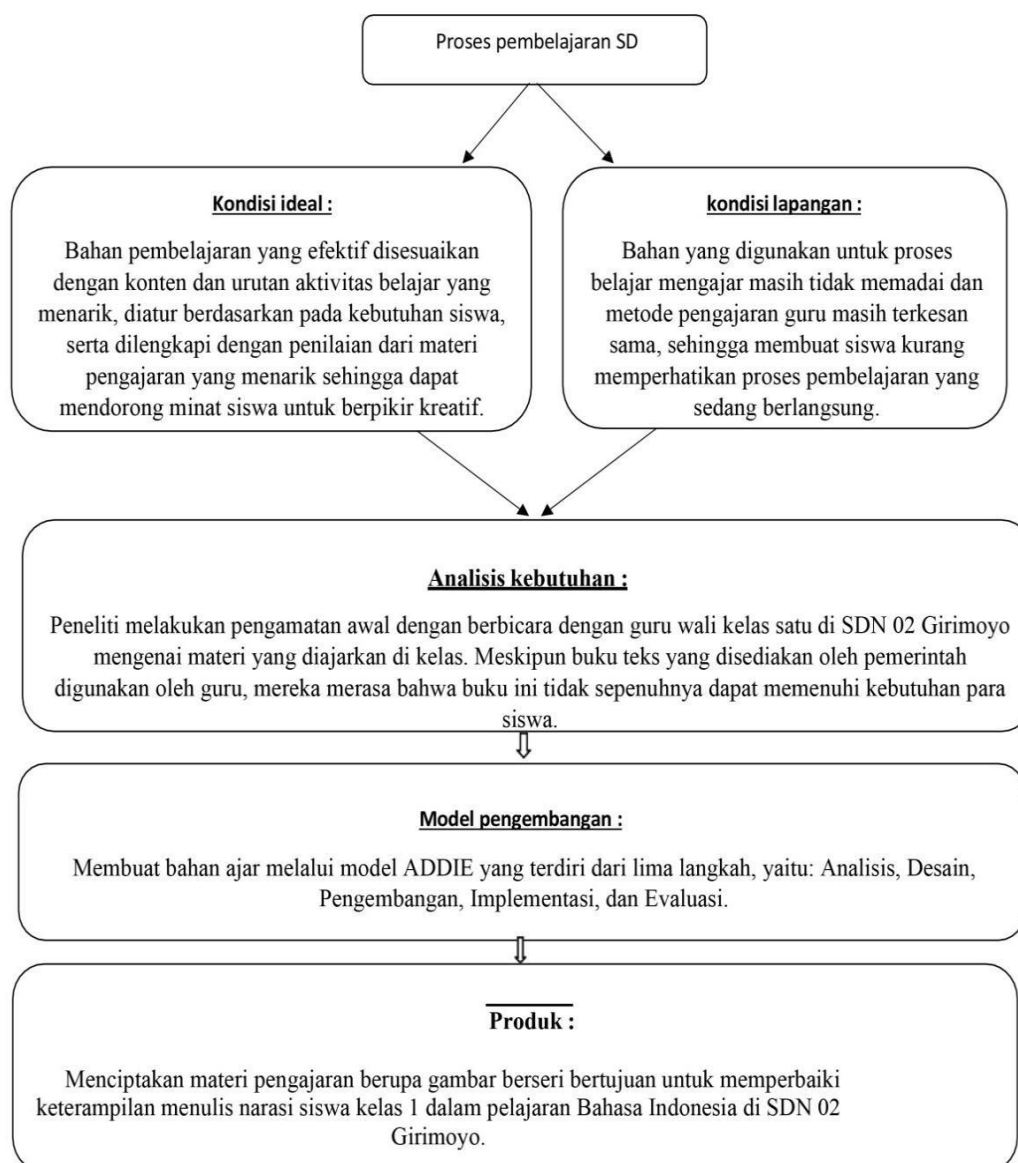 Proses pembelajaran SD
Kondisi ideal :
Bahan pembelajaran yang efektif disesuaikan
dengan konten dan urutan aktivitas belajar yang
menarik, diatur berdasarkan pada kebutuhan siswa,
serta dilengkapi dengan penilaian dari materi
pengajaran yang menarik sehingga dapat
mendorong minat siswa untuk berpikir kreatif.
kondisi lapangan :
Bahan yang digunakan untuk proses
belajar mengajar masih tidak memadai dan
metode pengajaran guru masih terkesan
sama, sehingga membuat siswa kurang
memperhatikan proses pembelajaran yang
sedang berlangsung.
Analisis kebutuhan :
Peneliti melakukan pengamatan awal dengan berbicara dengan guru wali kelas satu di SDN 02 Girimoyo
mengenai materi yang diajarkan di kelas. Meskipun buku teks yang disediakan oleh pemerintah
digunakan oleh guru, mereka merasa bahwa buku ini tidak sepenuhnya dapat memenuhi kebutuhan para
siswa.
Model pengembangan :
Membuat bahan ajar melalui model ADDIE yang terdiri dari lima langkah, yaitu: Analisis, Desain,
Pengembangan, Implementasi, dan Evaluasi.
Produk :
Menciptakan materi pengajaran berupa gambar berseri bertujuan untuk memperbaiki
keterampilan menulis narasi siswa kelas 1 dalam pelajaran Bahasa Indonesia di SDN 02
Girimoyo.